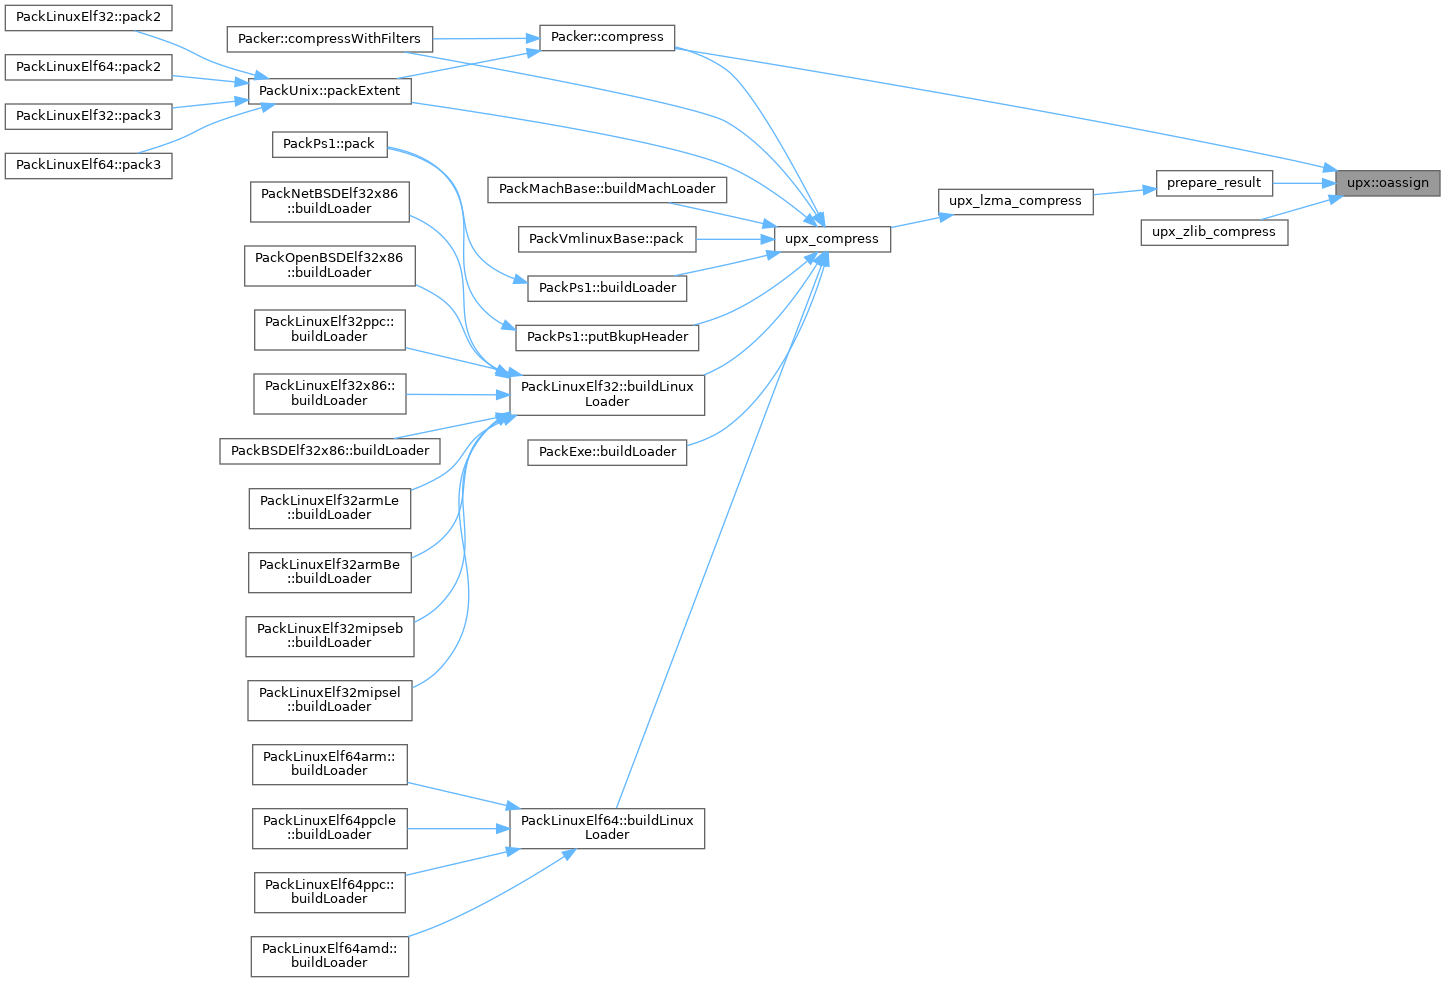 PackLinuxElf32::pack2
PackLinuxElf64::pack2
PackLinuxElf32::pack3
PackLinuxElf64::pack3
Packer::compressWithFilters
PackUnix::packExtent
PackPs1::pack
PackNetBSDElf32x86
::buildLoader
PackOpenBSDElf32x86
::buildLoader
PackLinuxElf32ppc::
buildLoader
PackLinuxElf32x86::
buildLoader
PackBSDElf32x86::buildLoader
PackLinuxElf32armLe
::buildLoader
PackLinuxElf32armBe
::buildLoader
PackLinuxElf32mipseb
::buildLoader
PackLinuxElf32mipsel
::buildLoader
PackLinuxElf64arm::
buildLoader
PackLinuxElf64ppcle
::buildLoader
PackLinuxElf64ppc::
buildLoader
PackLinuxElf64amd::
buildLoader
Packer::compress
PackMachBase::buildMachLoader
PackVmlinuxBase::pack
PackPs1::buildLoader
PackPs1::putBkupHeader
PackLinuxElf32::buildLinux
Loader
PackExe::buildLoader
PackLinuxElf64::buildLinux
Loader
upx_compress
upx_lzma_compress
prepare_result
upx_zlib_compress
upx::oassign